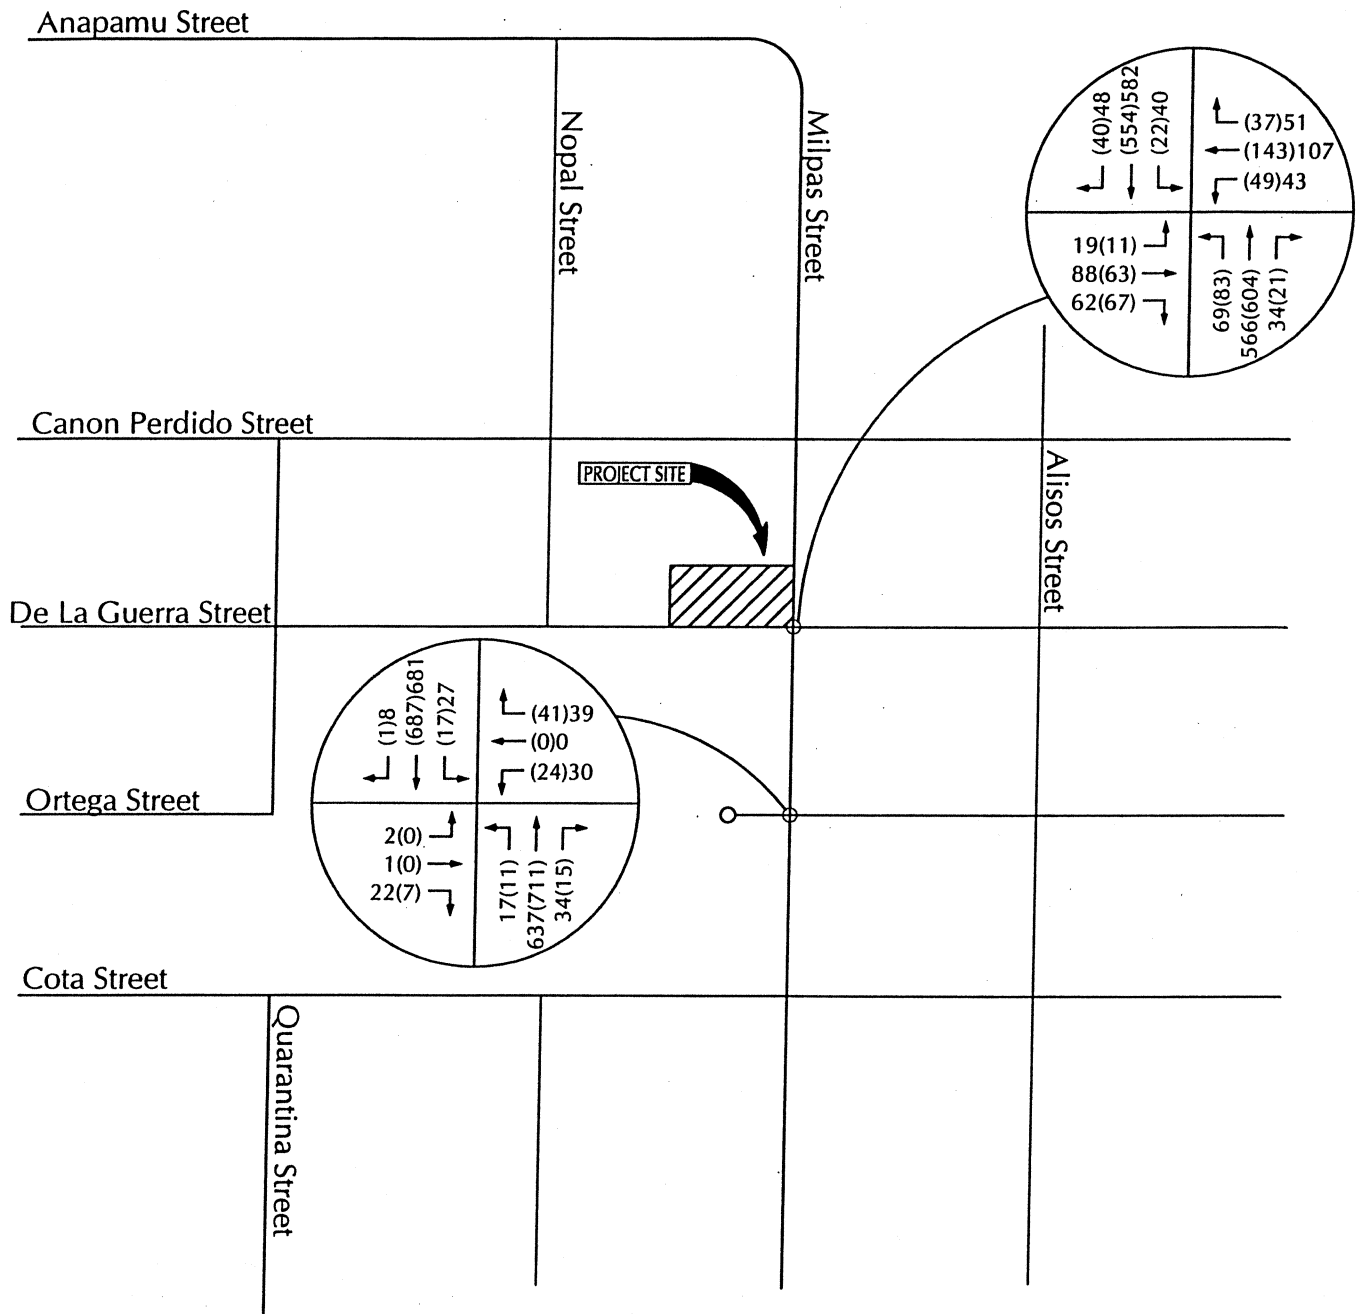 Anapamu Street
Nopal Street
Milpas Street
(40)48
(554)582
(22)40
(37)51
(143)107
(49)43
19(11)
88(63)
62(67)
69(83)
566(604)
34(21)
Canon Perdido Street
PROJECT SITE
Alisos Street
De La Guerra Street
(1)8
(687)681
(17)27
(41)39
(0)0
(24)30
Ortega Street
2(0)
1(0)
22(7)
17(11)
637(711)
34(15)
Cota Street
Quarantina Street